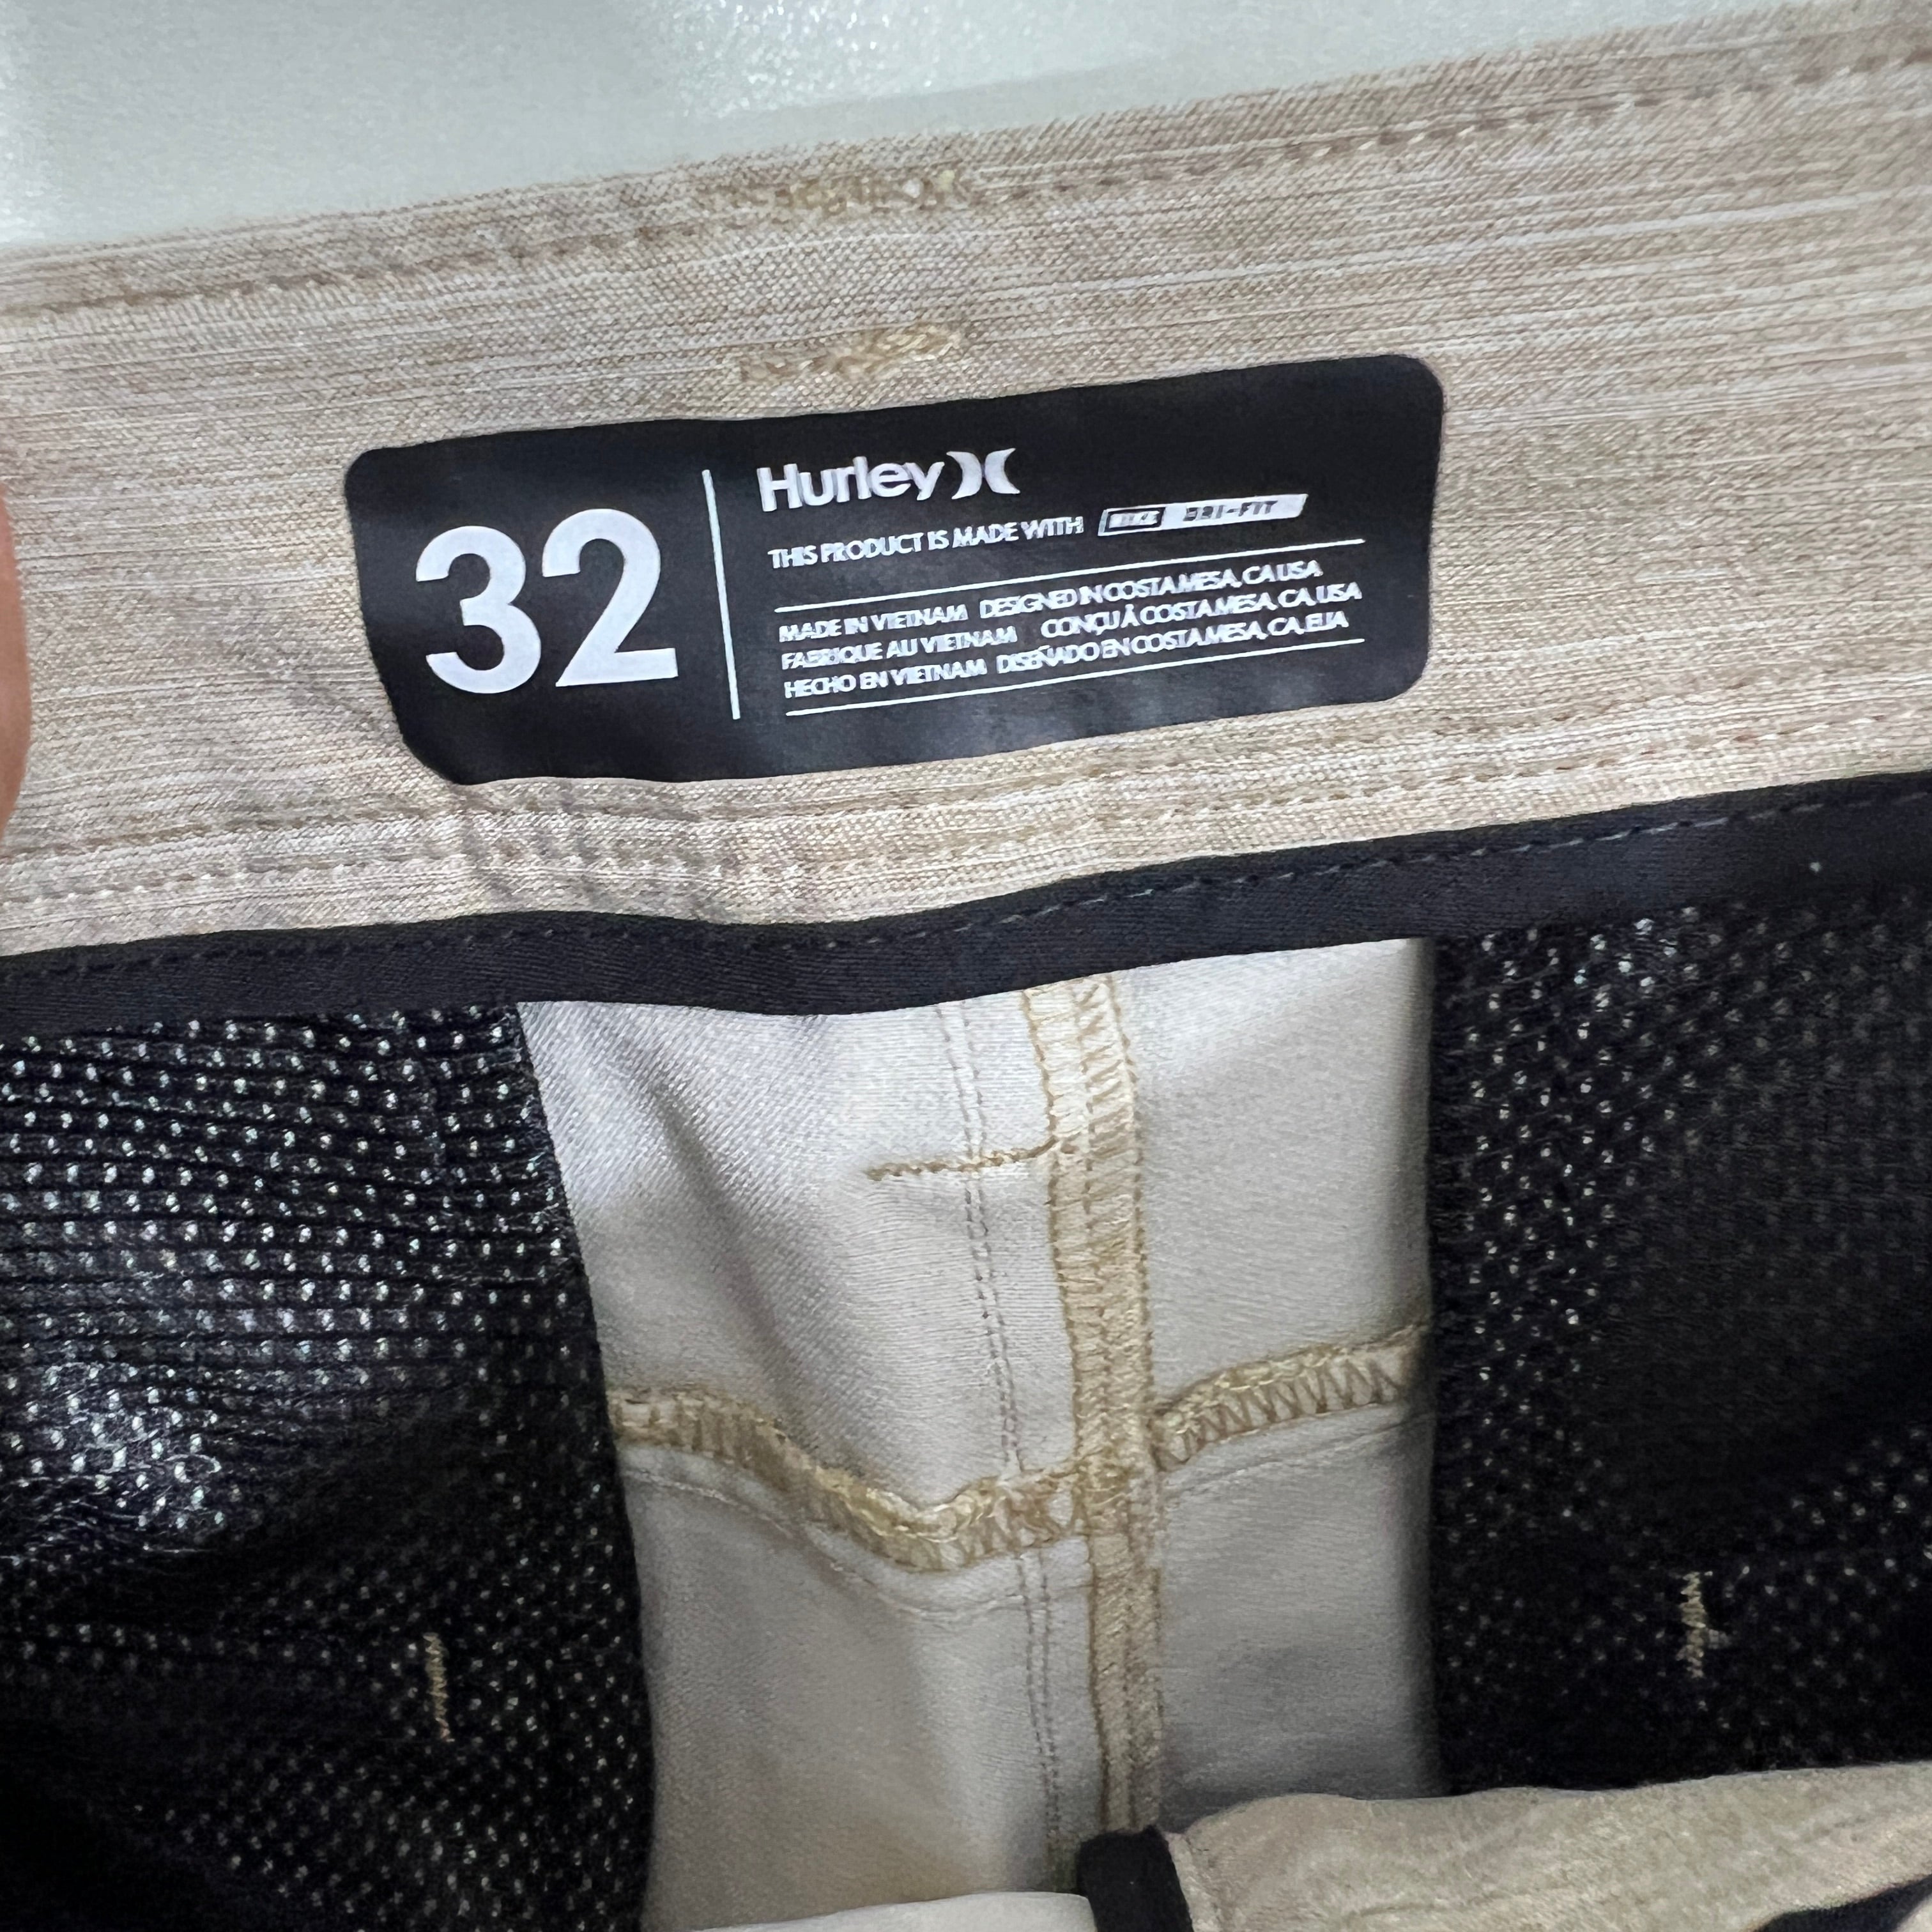 32
Hurley
THIS PRODUCT IS MADE WITH NIKE DRI-FIT
MADE IN VIETNAM DESIGNED IN COSTA MESA, CA USA
FABRIQUE AU VIETNAM CONÇU À COSTA MESA, CA, USA
HECHO EN VIETNAM DISEÑADO EN COSTA MESA, CA, EUA